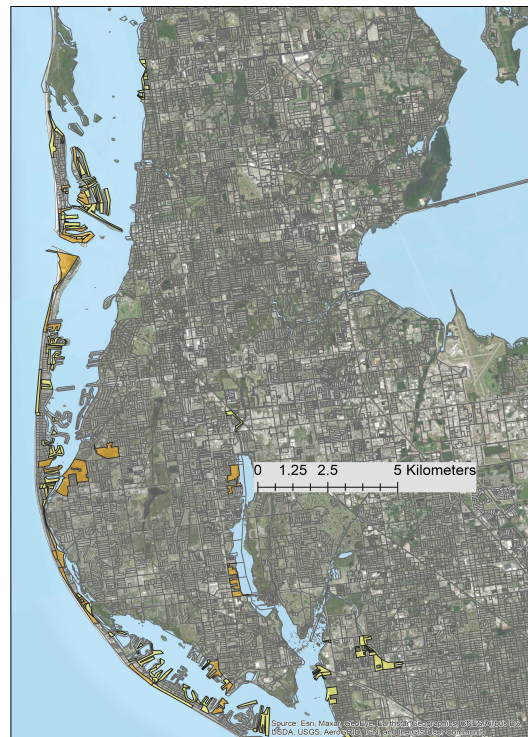 0 1.25 2.5 5 Kilometers
Source: Esri, Maxar, GeoEye, Earthstar Geographics, CNES/Airbus DS,
USDA, USGS, AeroGRID, IGN, and the GIS User Community